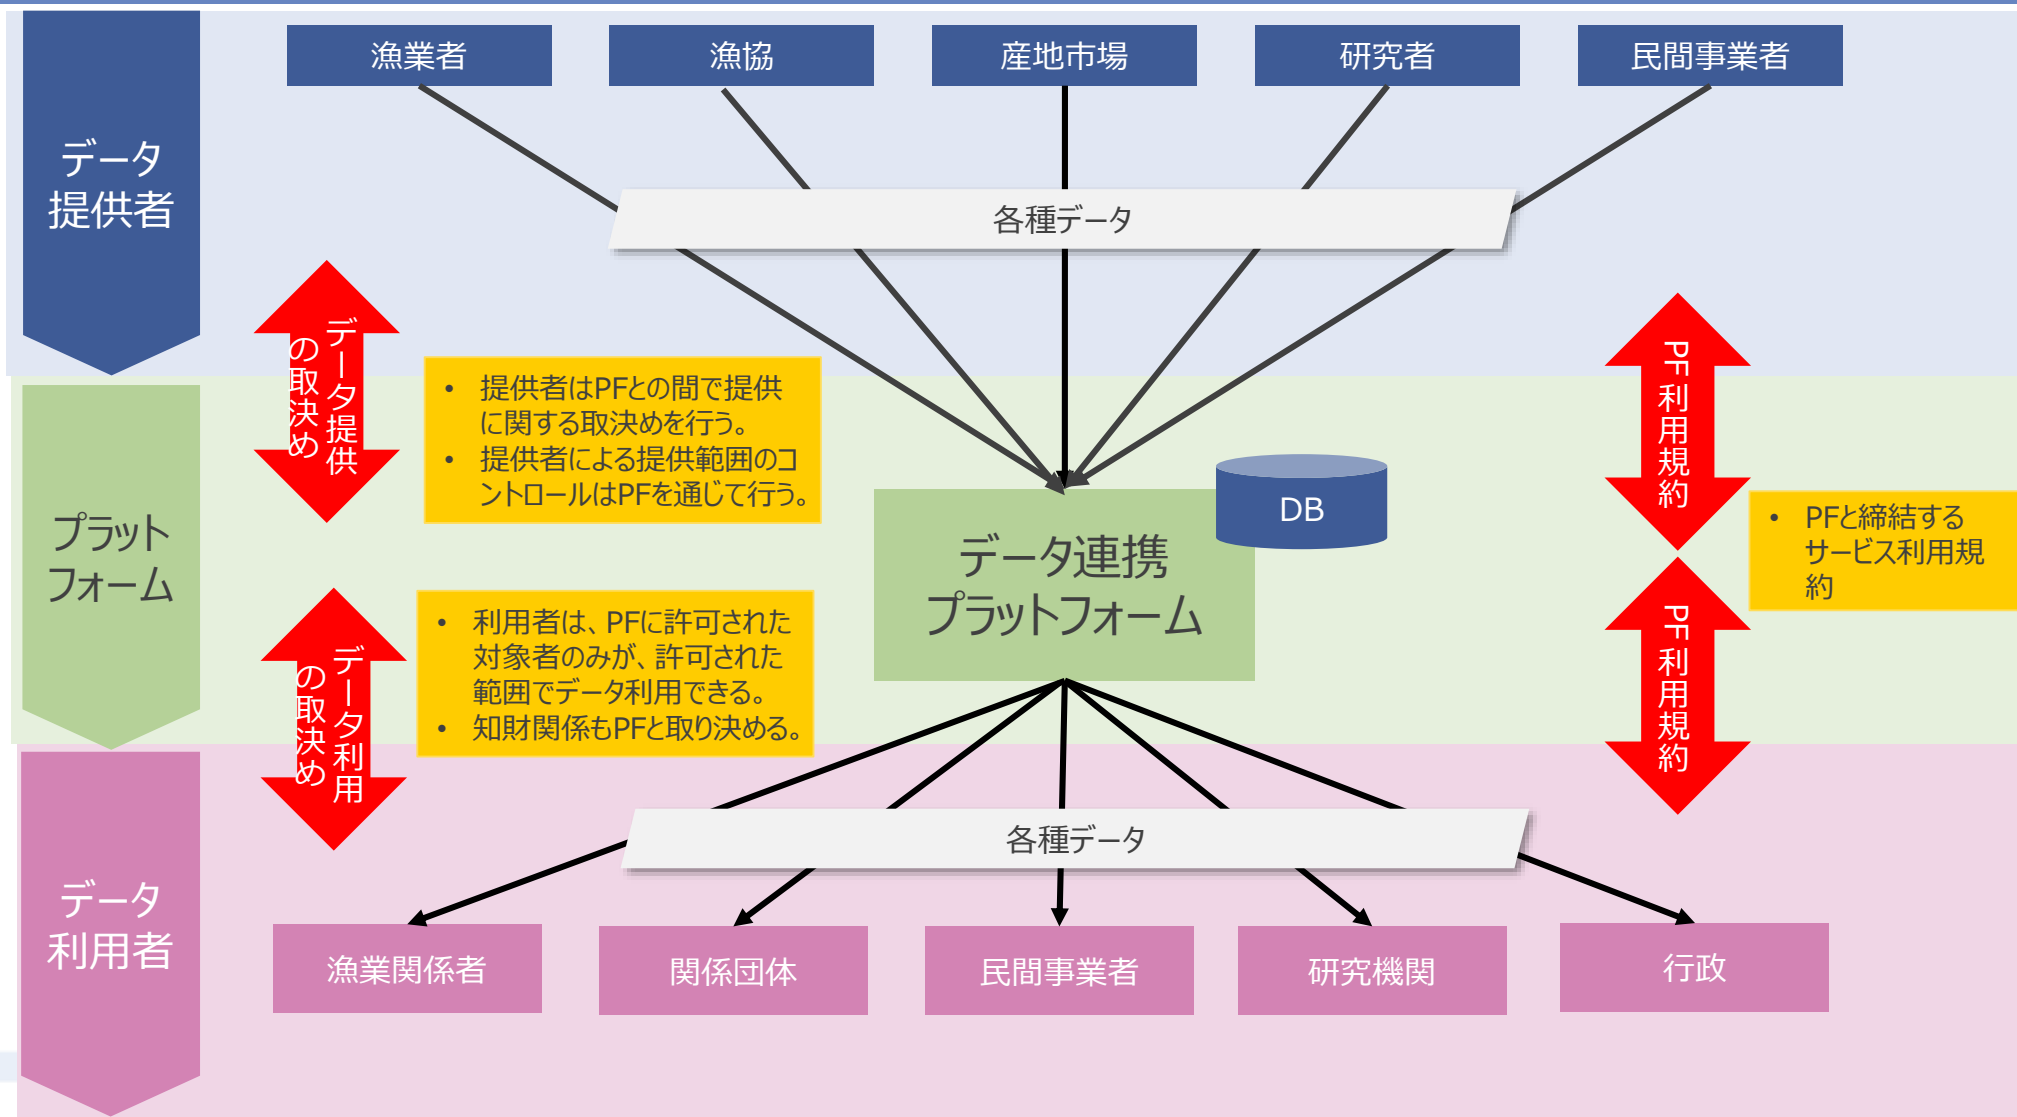 漁業者
漁協
産地市場
研究者
民間事業者
データ
提供者
各種データ
データ提供
の取決め
• 提供者はPFとの間で提供
に関する取決めを行う。
• 提供者による提供範囲のコ
ントロールはPFを通じて行う。
PF利用規約
プラット
フォーム
データ連携
プラットフォーム
DB
• PFと締結する
サービス利用規
約
データ利用
の取決め
• 利用者は、PFに許可された
対象者のみが、許可された
範囲でデータ利用できる。
• 知財関係もPFと取り決める。
PF利用規約
各種データ
データ
利用者
漁業関係者
関係団体
民間事業者
研究機関
行政